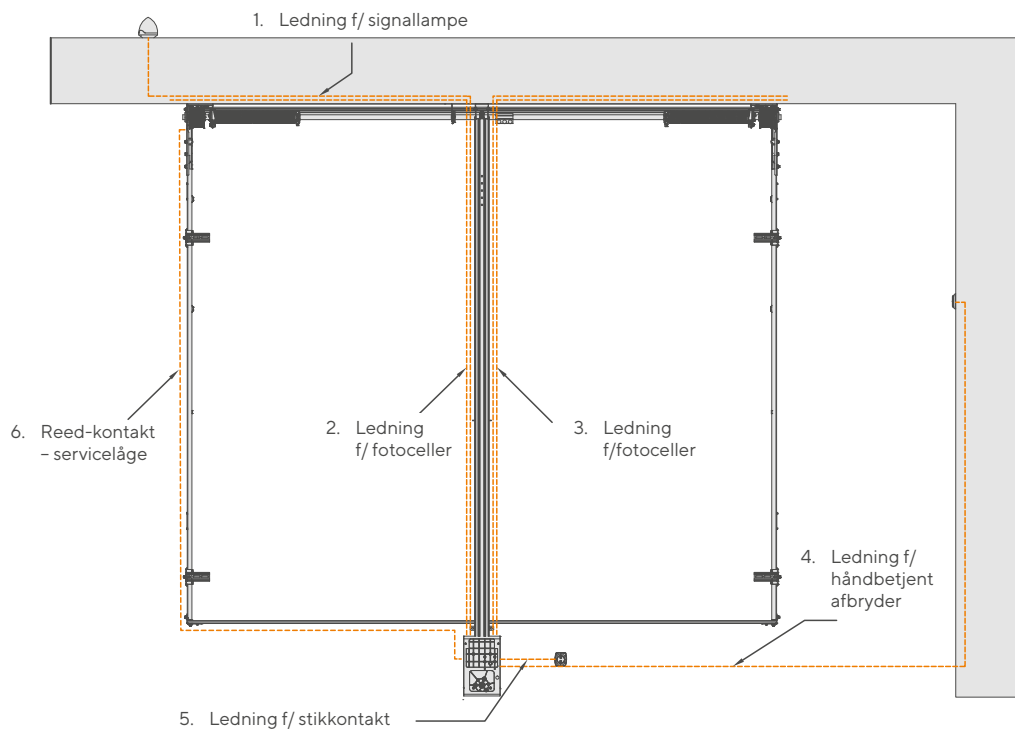 1. Ledning f/ signallampe
2. Ledning
f/ fotoceller
3. Ledning
f/fotoceller
6. Reed-kontakt
– servicelåge
4. Ledning f/
håndbetjent
afbryder
5. Ledning f/ stikkontakt